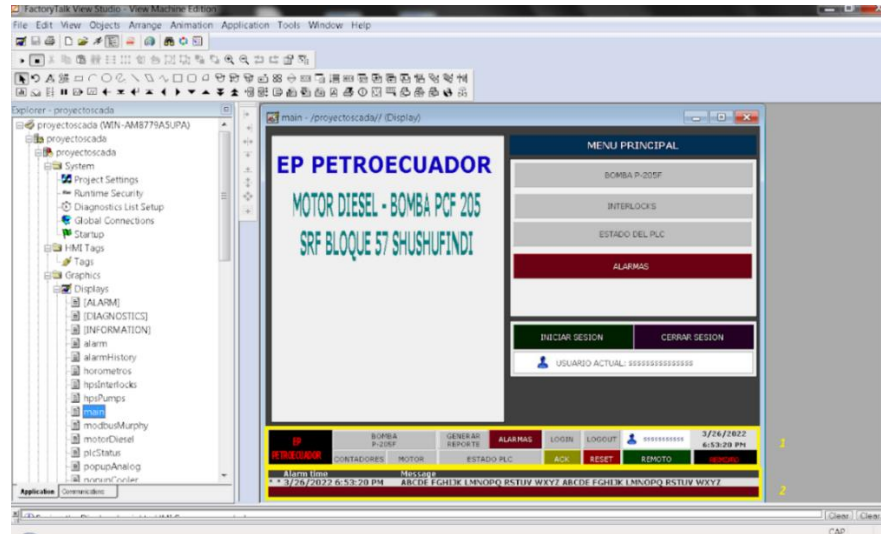 FactoryTalk View Studio - View Machine Edition
File Edit View Objects Arrange Animation Application Tools Window Help
Explorer - proyectoscada
proyectoscada (WIN-AM8779A5UPA)
proyectoscada
proyectoscada
System
Project Settings
Runtime Security
Diagnostics List Setup
Global Connections
Startup
HMI Tags
Tags
Graphics
Displays
[ALARM]
[DIAGNOSTICS]
[INFORMATION]
alarm
alarmHistory
horometros
hpsInterlocks
hpsPumps
main
modbusMurphy
motorDiesel
plcStatus
popupAnalog
popupCooler
Application Communications
main - /proyectoscada// (Display)
EP PETROECUADOR
MOTOR DIESEL - BOMBA PCF 205
SRF BLOQUE 57 SHUSHUFINDI
MENU PRINCIPAL
BOMBA P-205F
INTERLOCKS
ESTADO DEL PLC
ALARMAS
INICIAR SESION CERRAR SESION
USUARIO ACTUAL: sssssssssssssss
EP PETROECUADOR
BOMBA P-205F
GENERAR REPORTE
ALARMAS
LOGIN
LOGOUT
sssssssssss
3/26/2022 6:53:20 PM
1
CONTADORES
MOTOR
ESTADO PLC
ACK
RESET
REMOTO
Alarm time Message
* * 3/26/2022 6:53:20 PM ABCDE FGHIJK LMNOPQ RSTUV WXYZ ABCDE FGHIJK LMNOPQ RSTUV WXYZ
2
Clear Clear
CAP